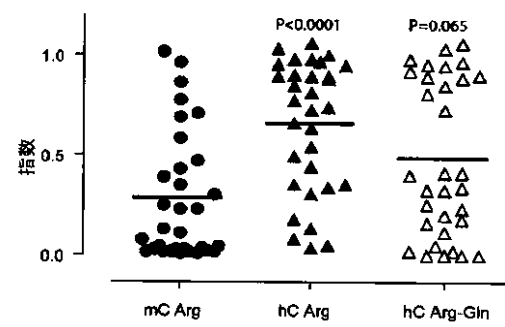 P<0.0001 P=0.065
1.0
指数
0.5
0.0
mC Arg hC Arg hC Arg-Gln